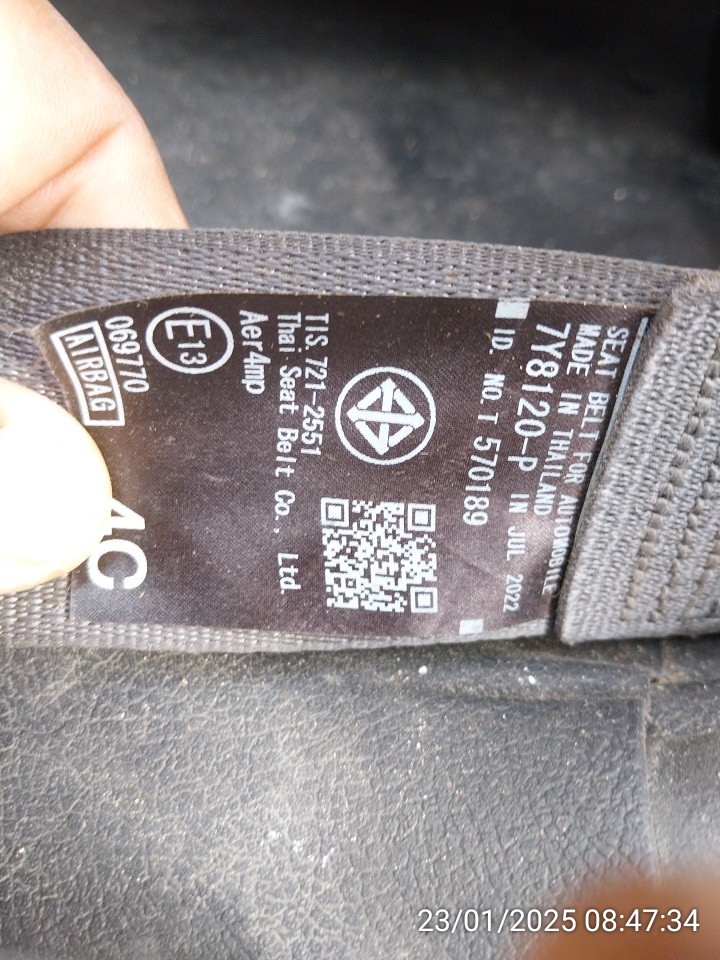 SEAT BELT FOR AUTOMOBILE
MADE IN THAILAND
7Y8120-P IN JUL 2022
ID. NO. T 570189
TIS 721-2551
Thai Seat Belt Co., Ltd.
Aer4mp
E13
069770
AIRBAG
4C
23/01/2025 08:47:34